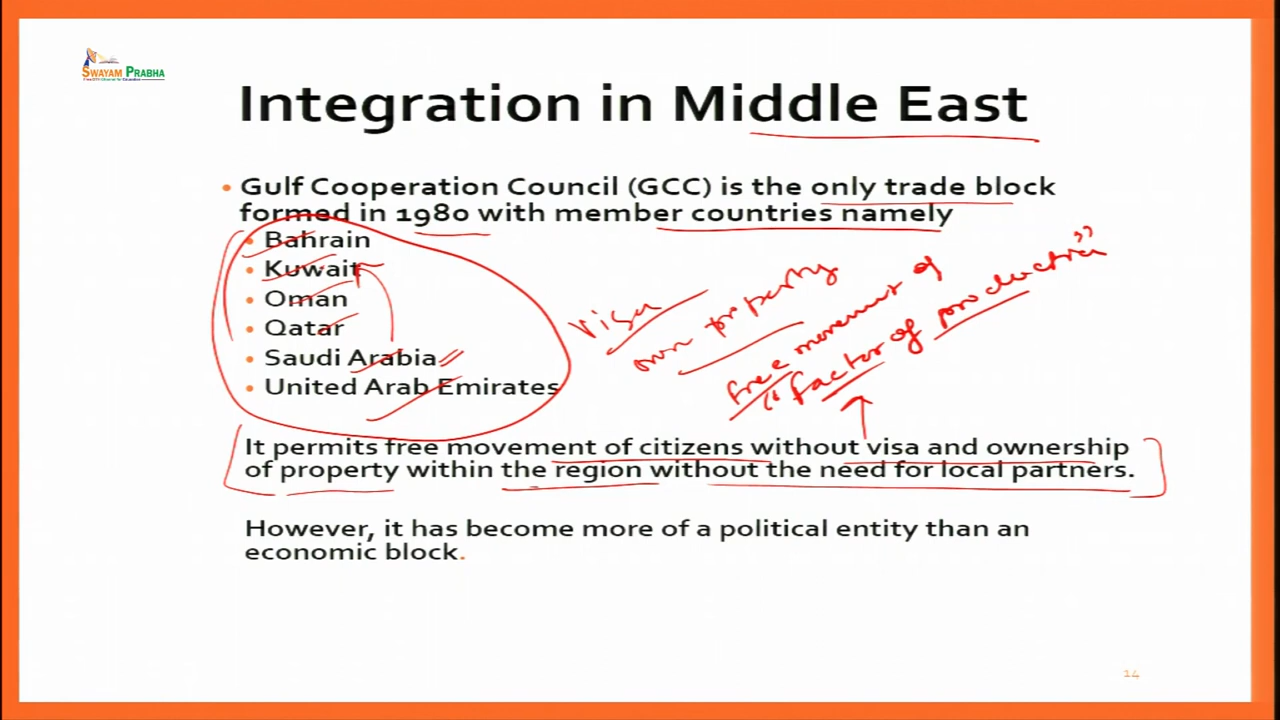 SWAYAM PRABHA
Integration in Middle East
• Gulf Cooperation Council (GCC) is the only trade block
formed in 1980 with member countries namely
• Bahrain
• Kuwait
• Oman
• Qatar
• Saudi Arabia
• United Arab Emirates
Visa
own property
free movement of
"factor of production"
It permits free movement of citizens without visa and ownership
of property within the region without the need for local partners.
However, it has become more of a political entity than an
economic block.
14